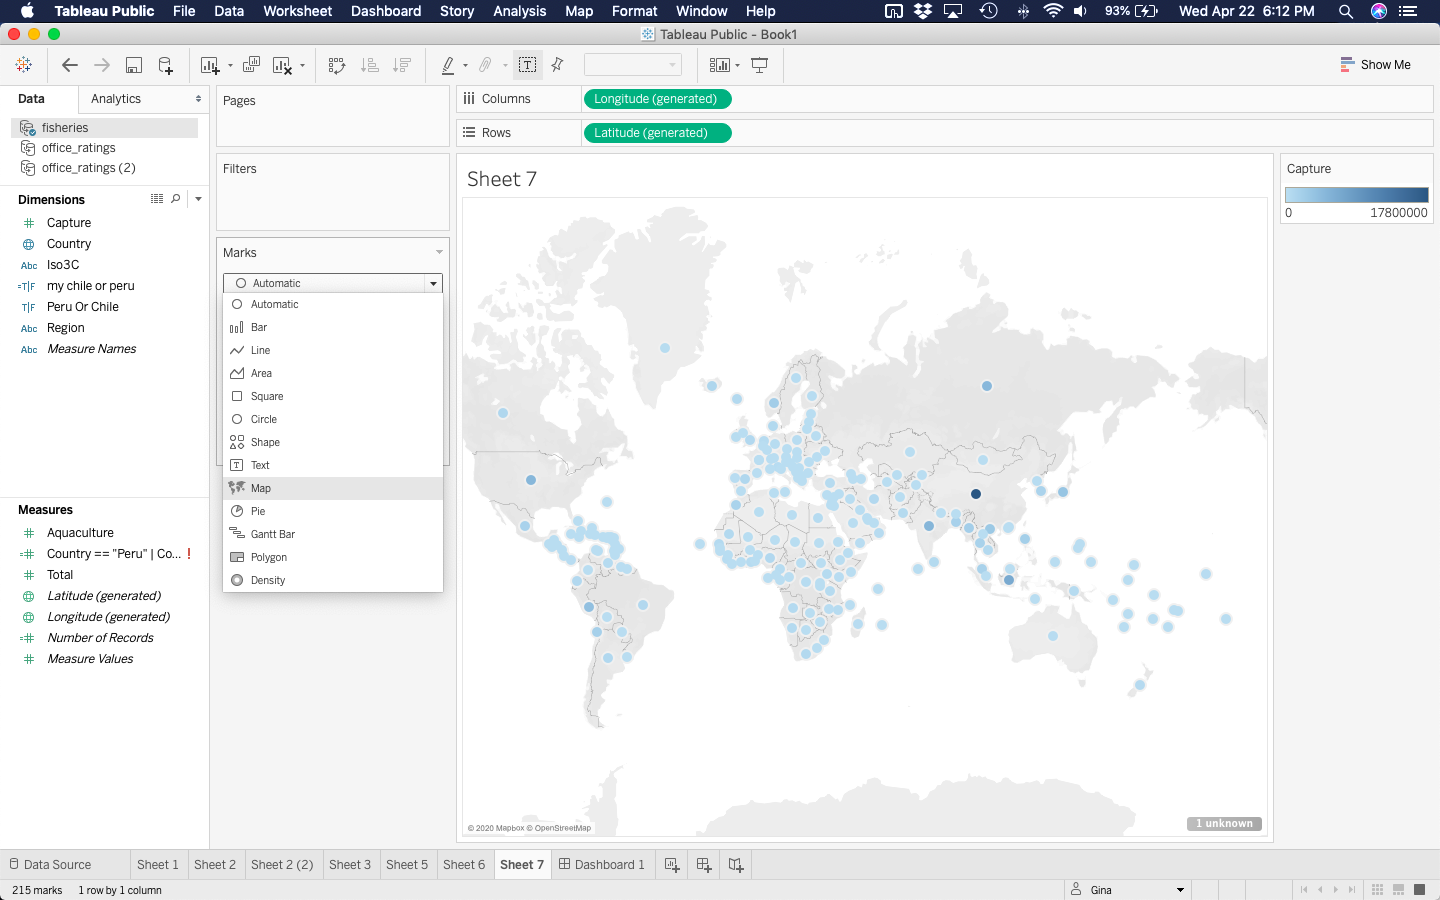 Tableau Public File Data Worksheet Dashboard Story Analysis Map Format Window Help 93% Wed Apr 22 6:12 PM
Tableau Public - Book1
Show Me
Data Analytics
fisheries
office_ratings
office_ratings (2)
Dimensions
# Capture
Country
Abc Iso3C
=T|F my chile or peru
T|F Peru Or Chile
Abc Region
Abc Measure Names
Measures
# Aquaculture
=# Country == "Peru" | Co... !
# Total
Latitude (generated)
Longitude (generated)
=# Number of Records
# Measure Values
Pages
Filters
Marks
Automatic
Automatic
Bar
Line
Area
Square
Circle
Shape
T Text
Map
Pie
Gantt Bar
Polygon
Density
Columns Longitude (generated)
Rows Latitude (generated)
Sheet 7
© 2020 Mapbox © OpenStreetMap
1 unknown
Capture
0 17800000
Data Source Sheet 1 Sheet 2 Sheet 2 (2) Sheet 3 Sheet 5 Sheet 6 Sheet 7 Dashboard 1
215 marks 1 row by 1 column Gina